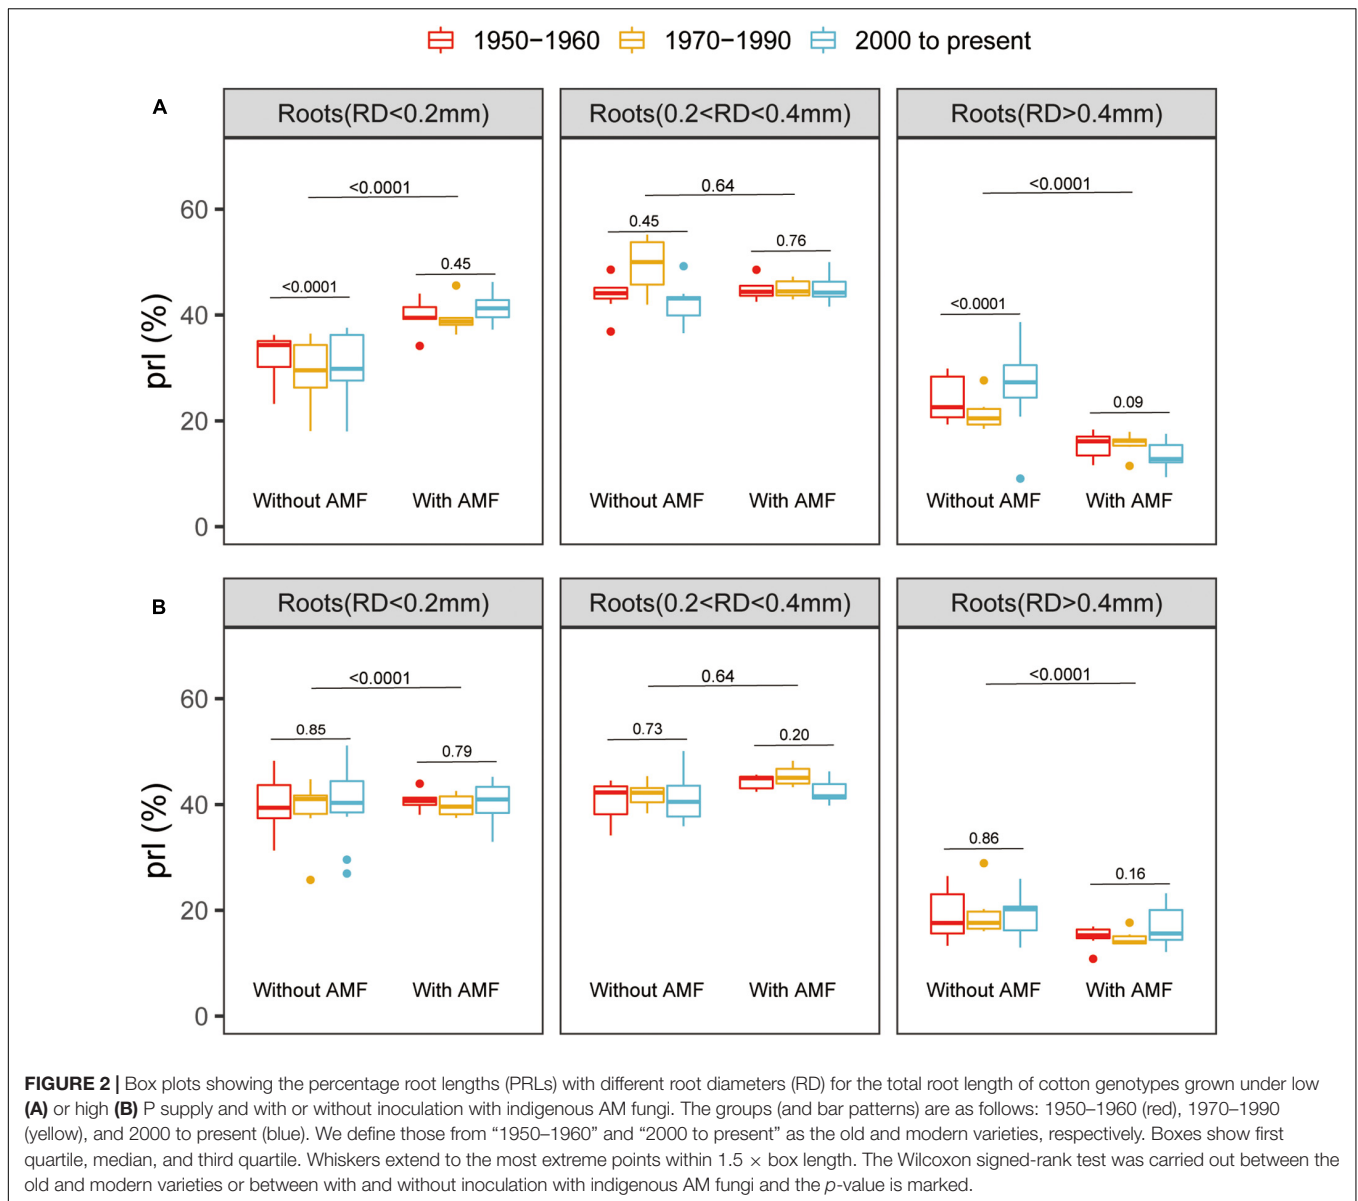 1950−1960 1970−1990 2000 to present
A
Roots(RD<0.2mm) Roots(0.2<RD<0.4mm) Roots(RD>0.4mm)
<0.0001 0.64 <0.0001
60
0.45 0.76
<0.0001 0.45 <0.0001
40
prl (%)
20
0.09
Without AMF With AMF Without AMF With AMF Without AMF With AMF
0
B
Roots(RD<0.2mm) Roots(0.2<RD<0.4mm) Roots(RD>0.4mm)
<0.0001 0.64 <0.0001
60
0.85 0.79 0.73 0.20
40
prl (%)
0.86 0.16
20
Without AMF With AMF Without AMF With AMF Without AMF With AMF
0
FIGURE 2 | Box plots showing the percentage root lengths (PRLs) with different root diameters (RD) for the total root length of cotton genotypes grown under low
(A) or high (B) P supply and with or without inoculation with indigenous AM fungi. The groups (and bar patterns) are as follows: 1950–1960 (red), 1970–1990
(yellow), and 2000 to present (blue). We define those from “1950–1960” and “2000 to present” as the old and modern varieties, respectively. Boxes show first
quartile, median, and third quartile. Whiskers extend to the most extreme points within 1.5 × box length. The Wilcoxon signed-rank test was carried out between the
old and modern varieties or between with and without inoculation with indigenous AM fungi and the p-value is marked.